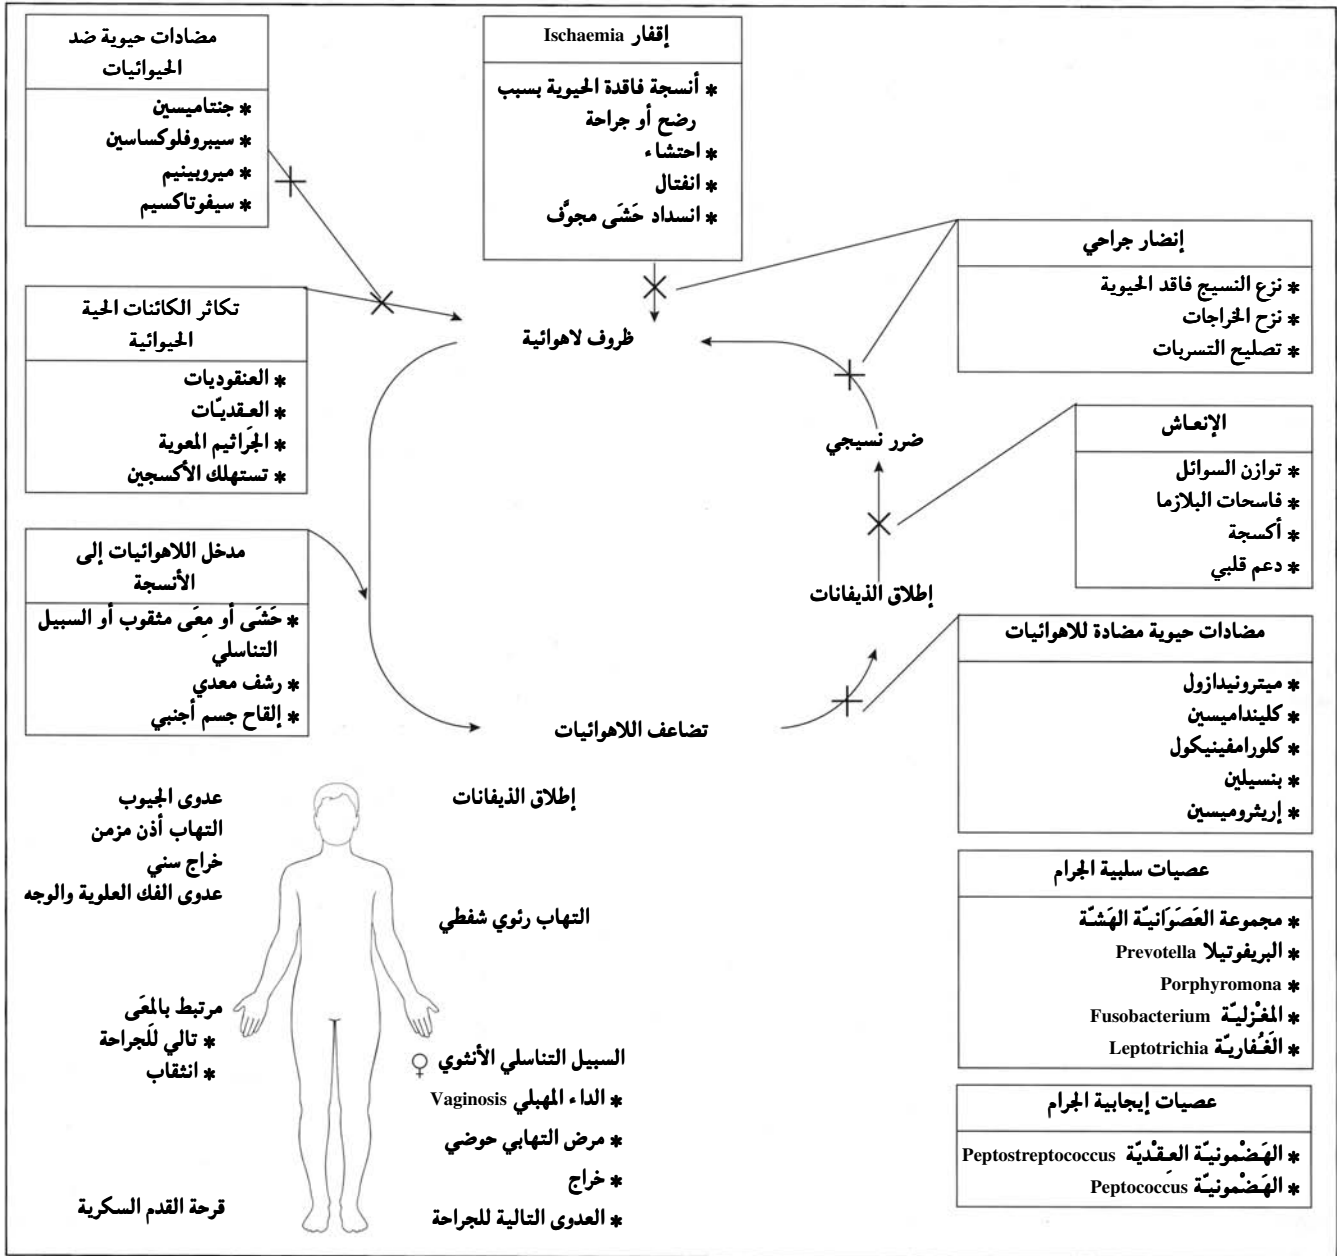 مضادات حيوية ضد
الحيوائيات
* جنتاميسين
* سيبروفلوكساسين
* ميروبينيم
* سيفوتاكسيم
إقفار Ischaemia
* أنسجة فاقدة الحيوية بسبب
رضح أو جراحة
* احتشاء
* انفتال
* انسداد حَشَى مجوَّف
إنضار جراحي
* نزع النسيج فاقد الحيوية
* نزح الخراجات
* تصليح التسربات
تكاثر الكائنات الحية
الحيوائية
* العنقوديات
* العقديّات
* الجَراثيم المعوية
* تستهلك الأكسجين
ظروف لاهوائية
ضرر نسيجي
الإنعاش
* توازن السوائل
* فاسحات البلازما
* أكسجة
* دعم قلبي
مدخل اللاهوائيات إلى
الأنسجة
* حَشَى أو مِعَى مثقوب أو السبيل
التناسلي
* رشف معدي
* إلقاح جسم أجنبي
إطلاق الذيفانات
مضادات حيوية مضادة للاهوائيات
* ميترونيدازول
* كلينداميسين
* كلورامفينيكول
* بنسيلين
* إريثروميسين
تضاعف اللاهوائيات
إطلاق الذيفانات
عدوى الجيوب
التهاب أذن مزمن
خراج سني
عدوى الفك العلوية والوجه
التهاب رئوي شفطي
مرتبط بالمعَى
* تالي للَجراحة
* انثقاب
السبيل التناسلي الأنثوي ♀
* الداء المهبلي Vaginosis
* مرض التهابي حوضي
* خراج
* العدوى التالية للجراحة
قرحة القدم السكرية
عصيات سلبية الجرام
* مجموعة العَصَوَانيّة الهَشّة
* البريفوتيلا Prevotella
* Porphyromona
* المغْزليّة Fusobacterium
* الغَُفاريّة Leptotrichia
عصيات إيجابية الجرام
* الهَضْمونيّة العقْديّة Peptostreptococcus
* الهَضْمونيّة Peptococcus